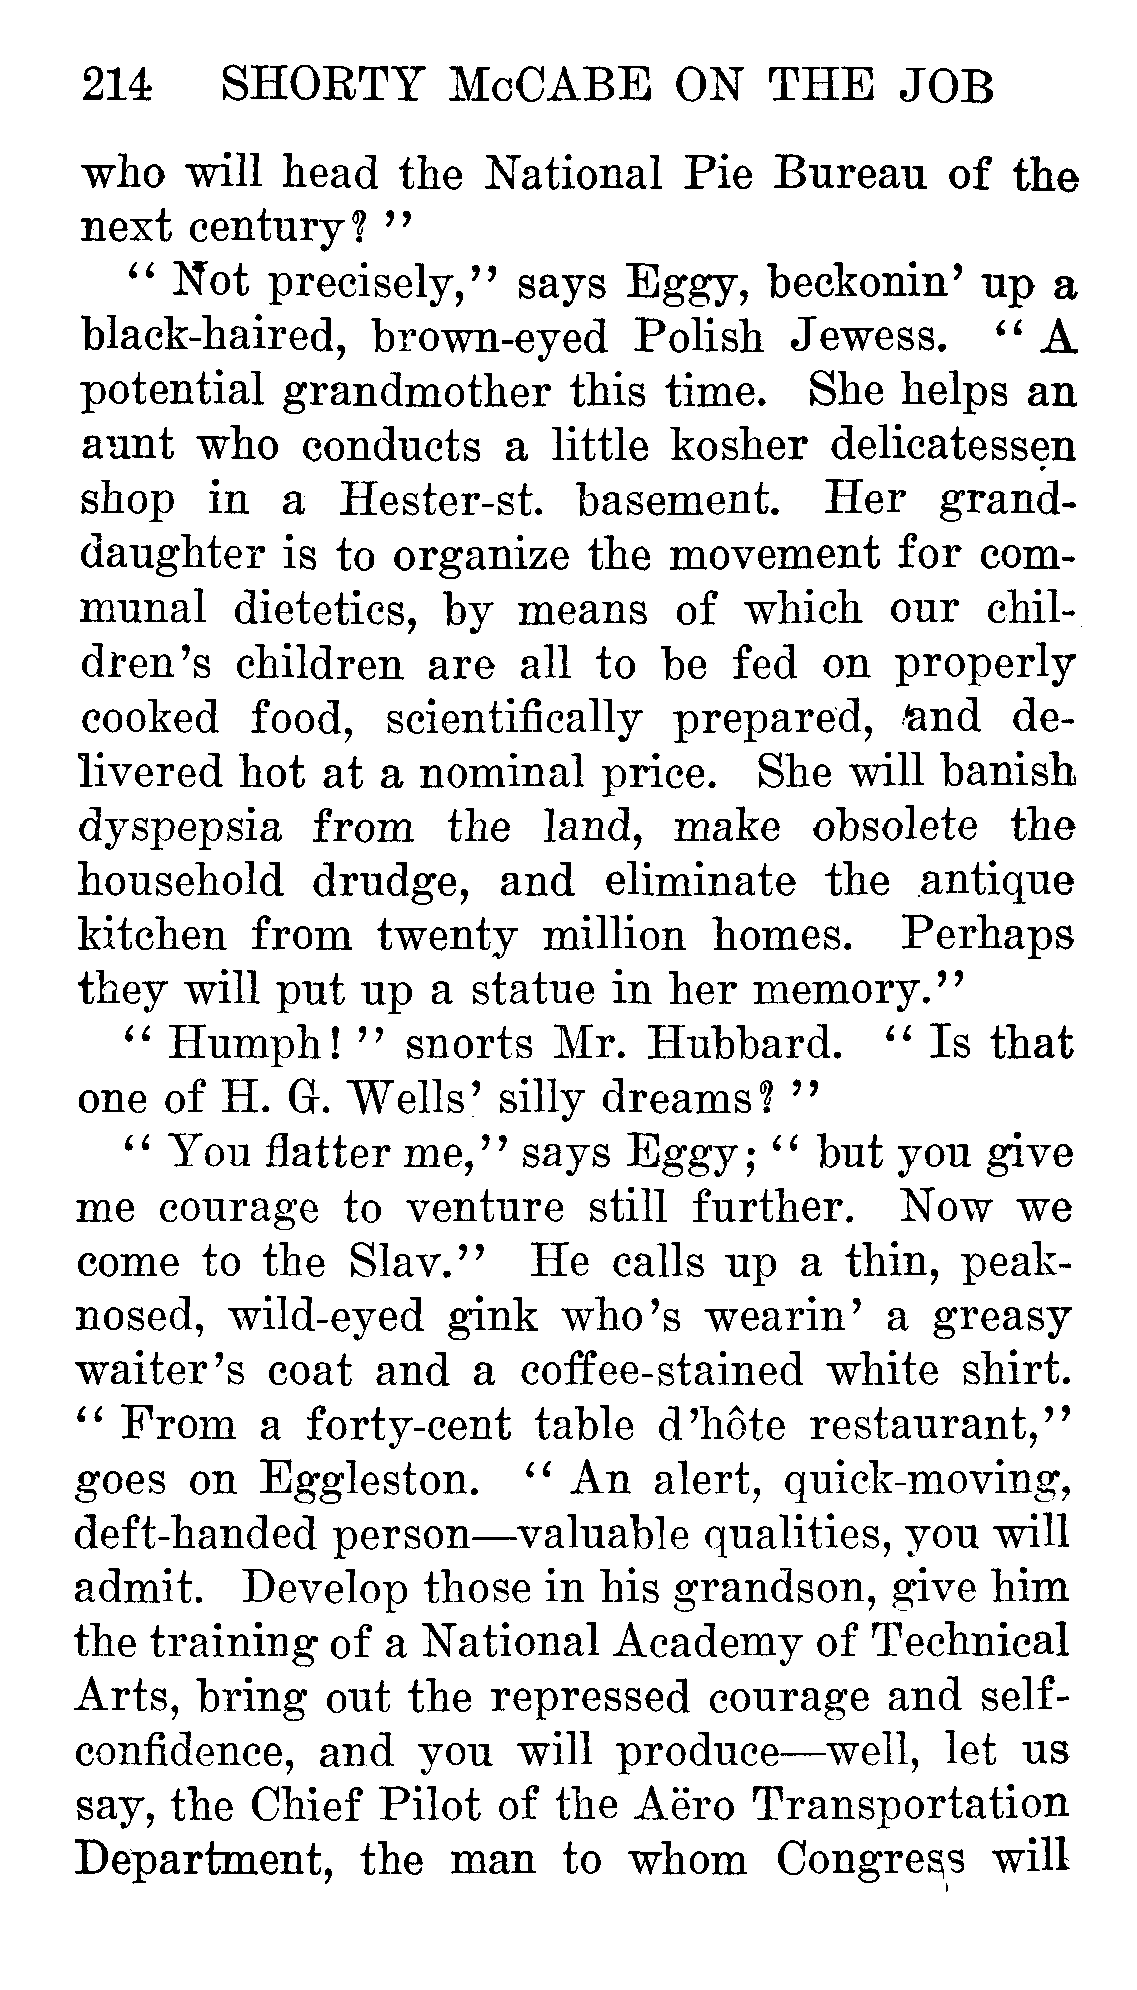 214 SHORTY McCABE ON THE JOB
who will head the National Pie Bureau of the
next century? ”
“ Not precisely,” says Eggy, beckonin’ up a
black-haired, brown-eyed Polish Jewess. “ A
potential grandmother this time. She helps an
aunt who conducts a little kosher delicatessen
shop in a Hester-st. basement. Her grand-
daughter is to organize the movement for com-
munal dietetics, by means of which our chil-
dren’s children are all to be fed on properly
cooked food, scientifically prepared, and de-
livered hot at a nominal price. She will banish
dyspepsia from the land, make obsolete the
household drudge, and eliminate the antique
kitchen from twenty million homes. Perhaps
they will put up a statue in her memory.”
“ Humph! ” snorts Mr. Hubbard. “ Is that
one of H. G. Wells’ silly dreams? ”
“ You flatter me,” says Eggy; “ but you give
me courage to venture still further. Now we
come to the Slav.” He calls up a thin, peak-
nosed, wild-eyed gink who’s wearin’ a greasy
waiter’s coat and a coffee-stained white shirt.
“ From a forty-cent table d’hôte restaurant,”
goes on Eggleston. “ An alert, quick-moving,
deft-handed person—valuable qualities, you will
admit. Develop those in his grandson, give him
the training of a National Academy of Technical
Arts, bring out the repressed courage and self-
confidence, and you will produce—well, let us
say, the Chief Pilot of the Aëro Transportation
Department, the man to whom Congress will